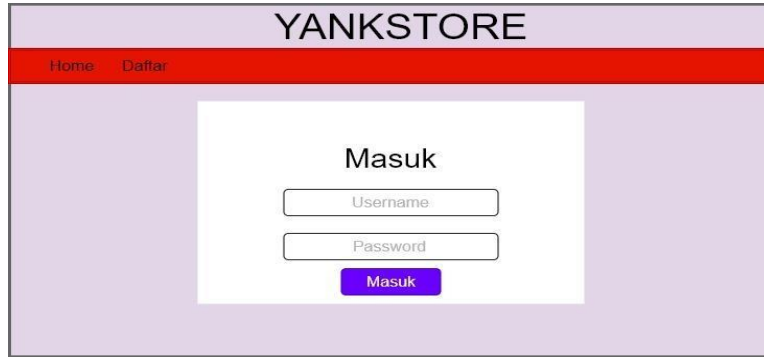 YANKSTORE
Home Daftar
Masuk
Username
Password
Masuk